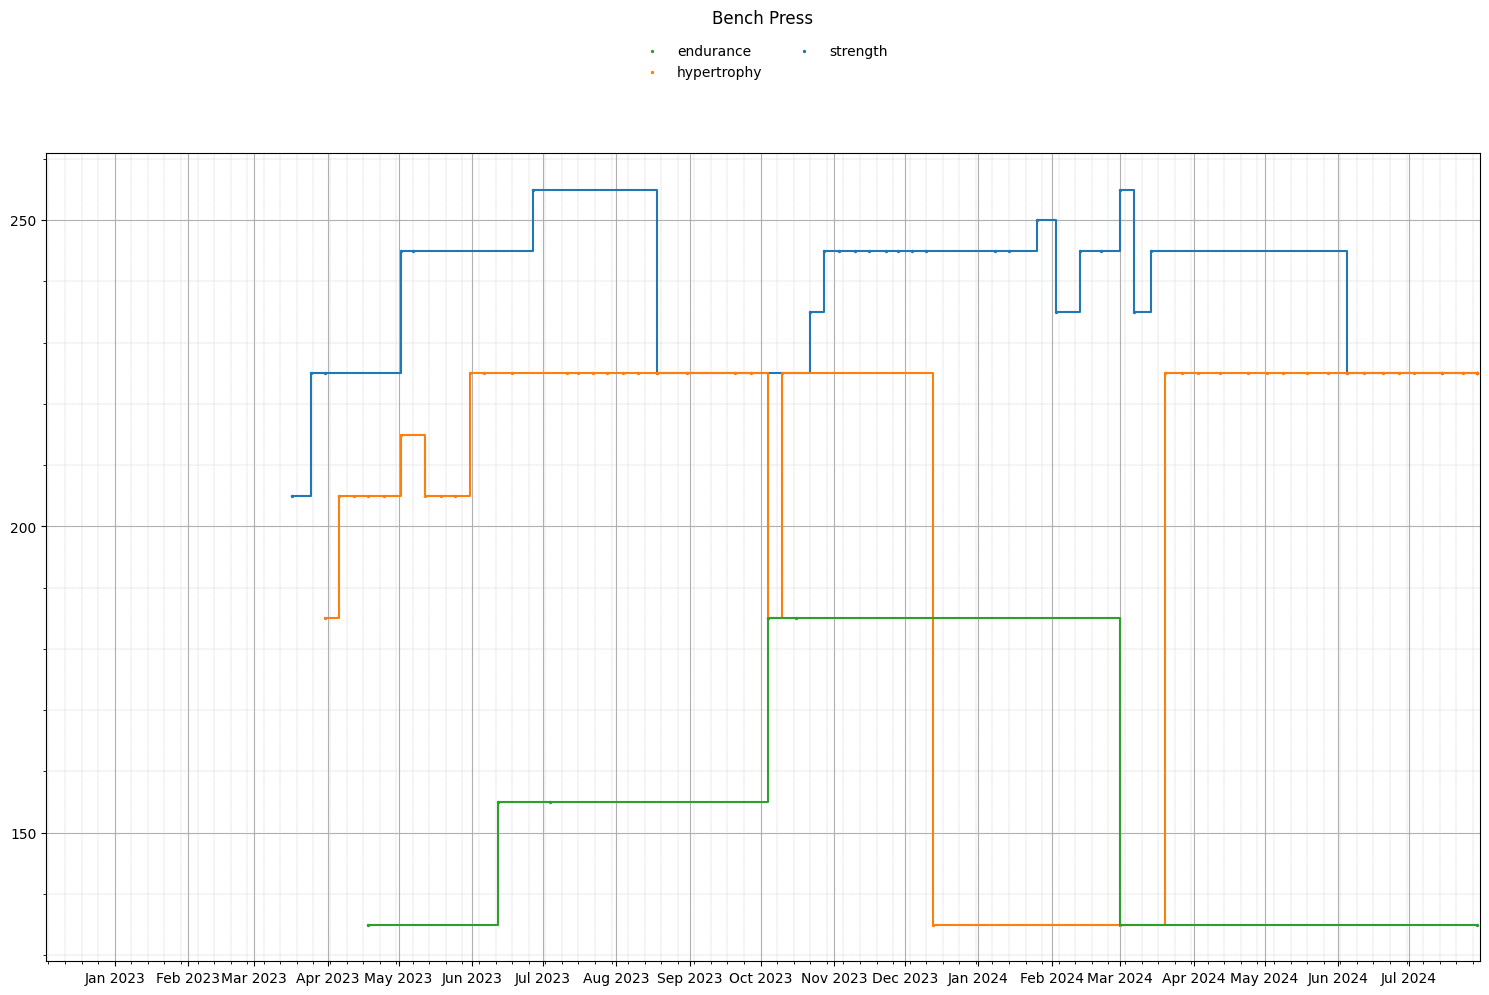 Bench Press
endurance strength
hypertrophy
250
200
150
Jan 2023 Feb 2023 Mar 2023 Apr 2023 May 2023 Jun 2023 Jul 2023 Aug 2023 Sep 2023 Oct 2023 Nov 2023 Dec 2023 Jan 2024 Feb 2024 Mar 2024 Apr 2024 May 2024 Jun 2024 Jul 2024